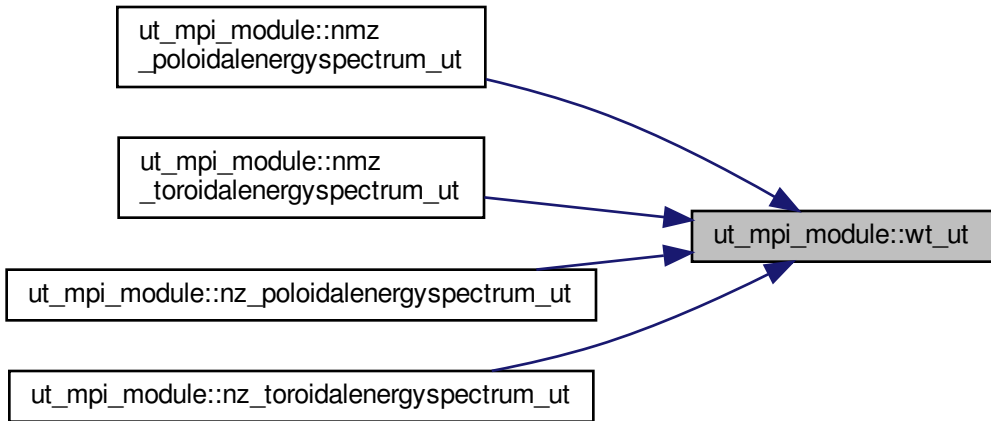 ut_mpi_module::nmz
_poloidalenergyspectrum_ut
ut_mpi_module::nmz
_toroidalenergyspectrum_ut
ut_mpi_module::wt_ut
ut_mpi_module::nz_poloidalenergyspectrum_ut
ut_mpi_module::nz_toroidalenergyspectrum_ut